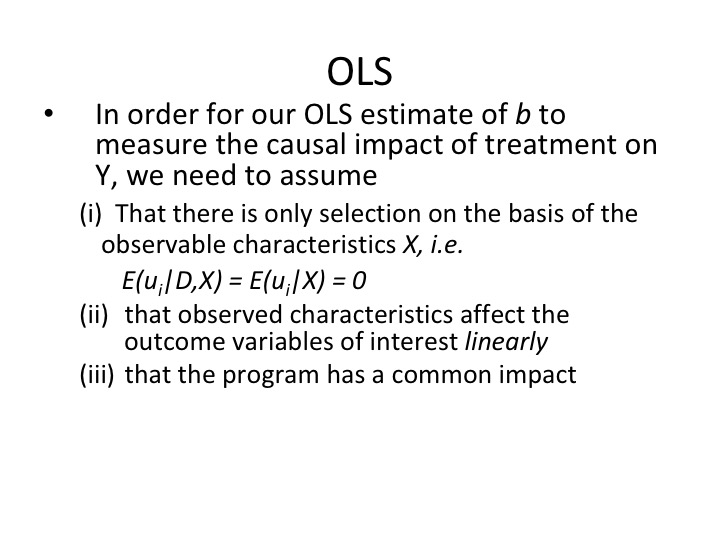 OLS
• In order for our OLS estimate of b to
measure the causal impact of treatment on
Y, we need to assume
(i) That there is only selection on the basis of the
observable characteristics X, i.e.
E(uᵢ|D,X) = E(uᵢ|X) = 0
(ii) that observed characteristics affect the
outcome variables of interest linearly
(iii) that the program has a common impact